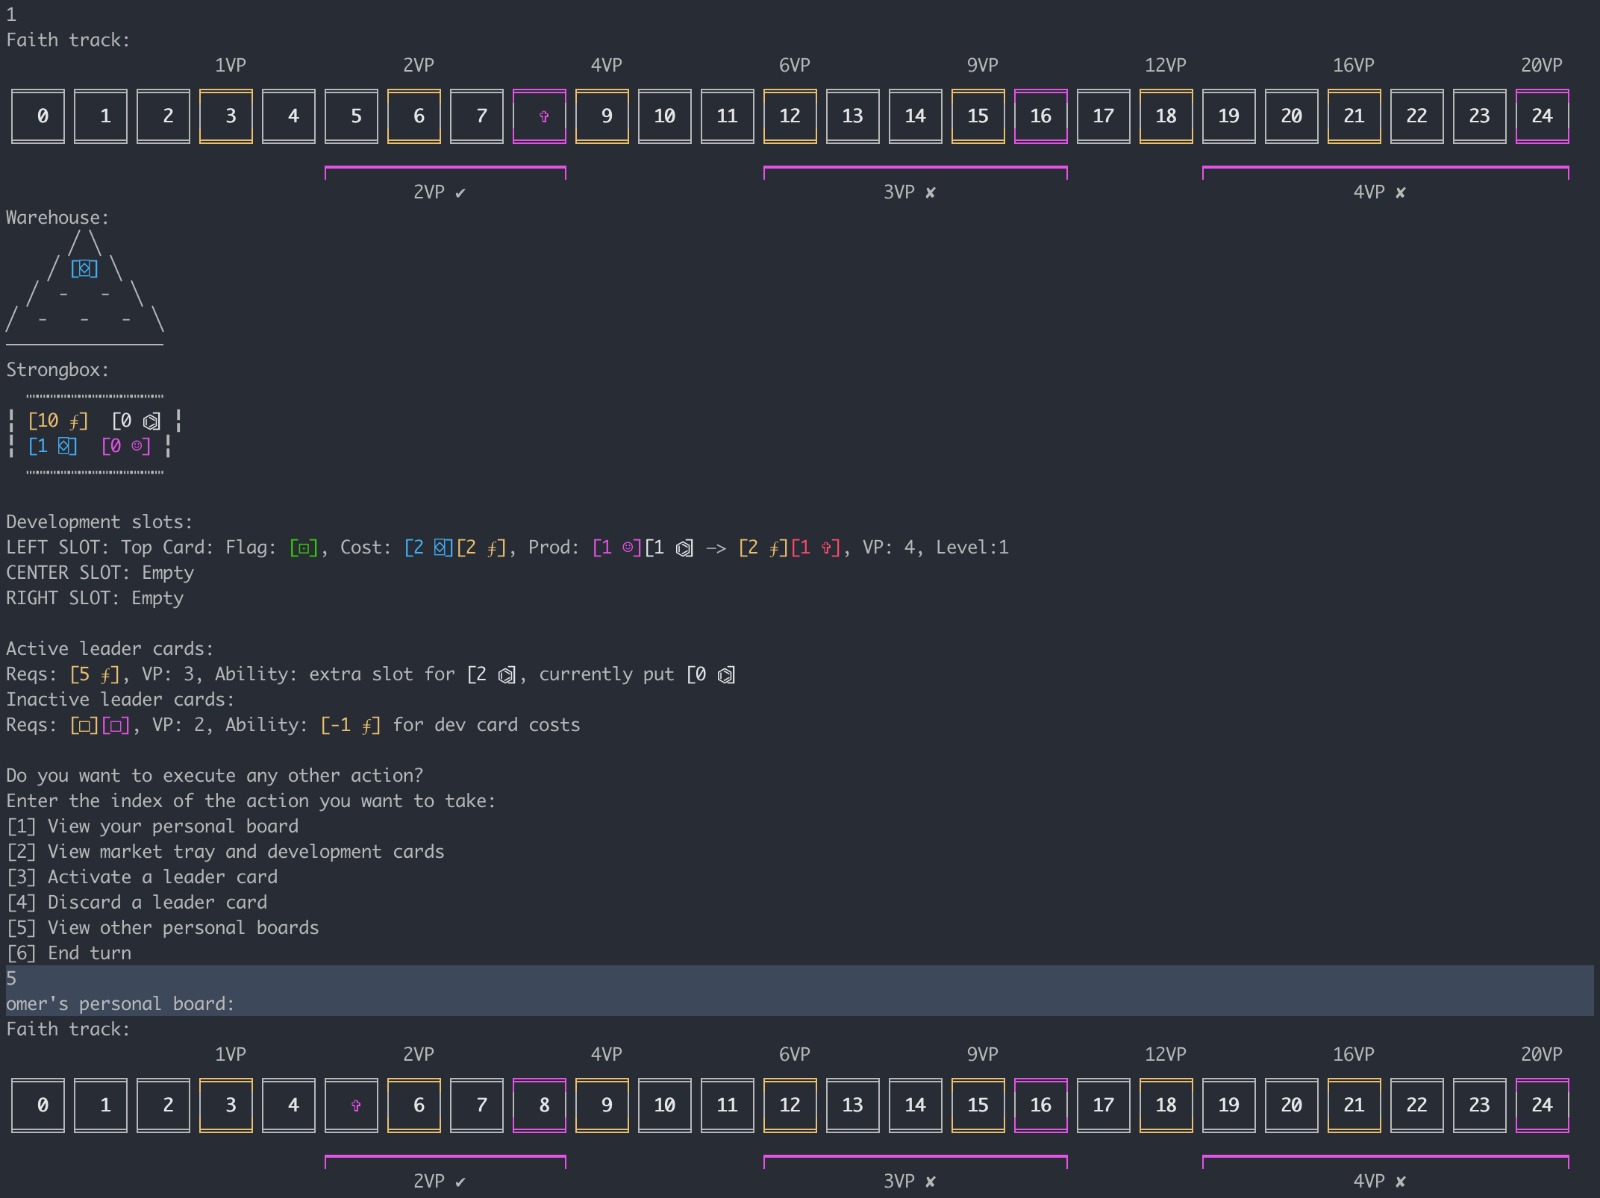 1
Faith track:
1VP 2VP 4VP 6VP 9VP 12VP 16VP 20VP
0 1 2 3 4 5 6 7 ✞ 9 10 11 12 13 14 15 16 17 18 19 20 21 22 23 24
2VP ✔ 3VP ✘ 4VP ✘
Warehouse:
[⛋]
- -
- - -
Strongbox:
[10 ⨎] [0 ⌬]
[1 ⛋] [0 ☺]
Development slots:
LEFT SLOT: Top Card: Flag: [⊡], Cost: [2 ⛋][2 ⨎], Prod: [1 ☺][1 ⌬] —> [2 ⨎][1 ✞], VP: 4, Level:1
CENTER SLOT: Empty
RIGHT SLOT: Empty
Active leader cards:
Reqs: [5 ⨎], VP: 3, Ability: extra slot for [2 ⌬], currently put [0 ⌬]
Inactive leader cards:
Reqs: [□][□], VP: 2, Ability: [-1 ⨎] for dev card costs
Do you want to execute any other action?
Enter the index of the action you want to take:
[1] View your personal board
[2] View market tray and development cards
[3] Activate a leader card
[4] Discard a leader card
[5] View other personal boards
[6] End turn
5
omer's personal board:
Faith track:
1VP 2VP 4VP 6VP 9VP 12VP 16VP 20VP
0 1 2 3 4 ✞ 6 7 8 9 10 11 12 13 14 15 16 17 18 19 20 21 22 23 24
2VP ✔ 3VP ✘ 4VP ✘